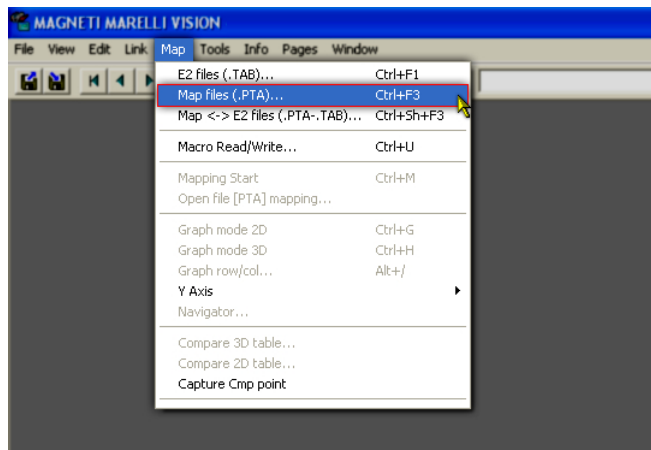 MAGNETI MARELLI VISION
File View Edit Link Map Tools Info Pages Window
E2 files (.TAB)... Ctrl+F1
Map files (.PTA)... Ctrl+F3
Map <-> E2 files (.PTA-.TAB)... Ctrl+Sh+F3
Macro Read/Write... Ctrl+U
Mapping Start Ctrl+M
Open file [PTA] mapping...
Graph mode 2D Ctrl+G
Graph mode 3D Ctrl+H
Graph row/col... Alt+/
Y Axis
Navigator...
Compare 3D table...
Compare 2D table...
Capture Cmp point